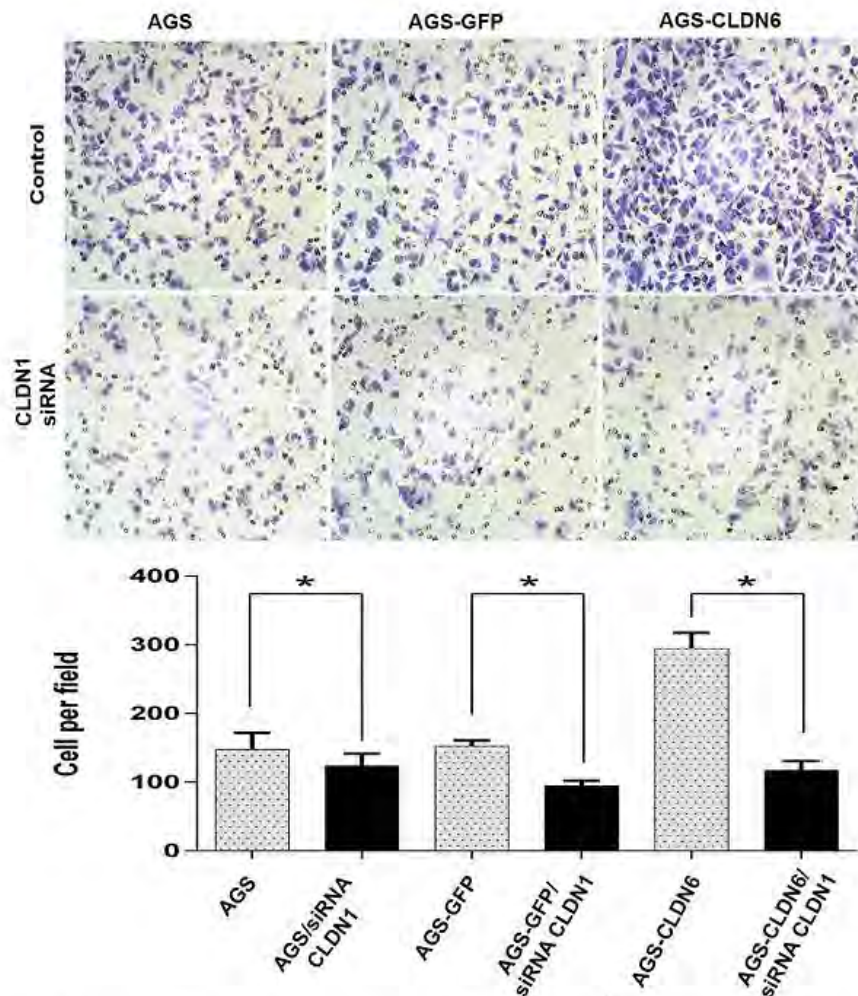 AGS AGS-GFP AGS-CLDN6
Control
CLDN1
siRNA
Cell per field
400
300
200
100
0
* * *
AGS
AGS/siRNA
CLDN1
AGS-GFP
AGS-GFP/
siRNA CLDN1
AGS-CLDN6
AGS-CLDN6/
siRNA CLDN1